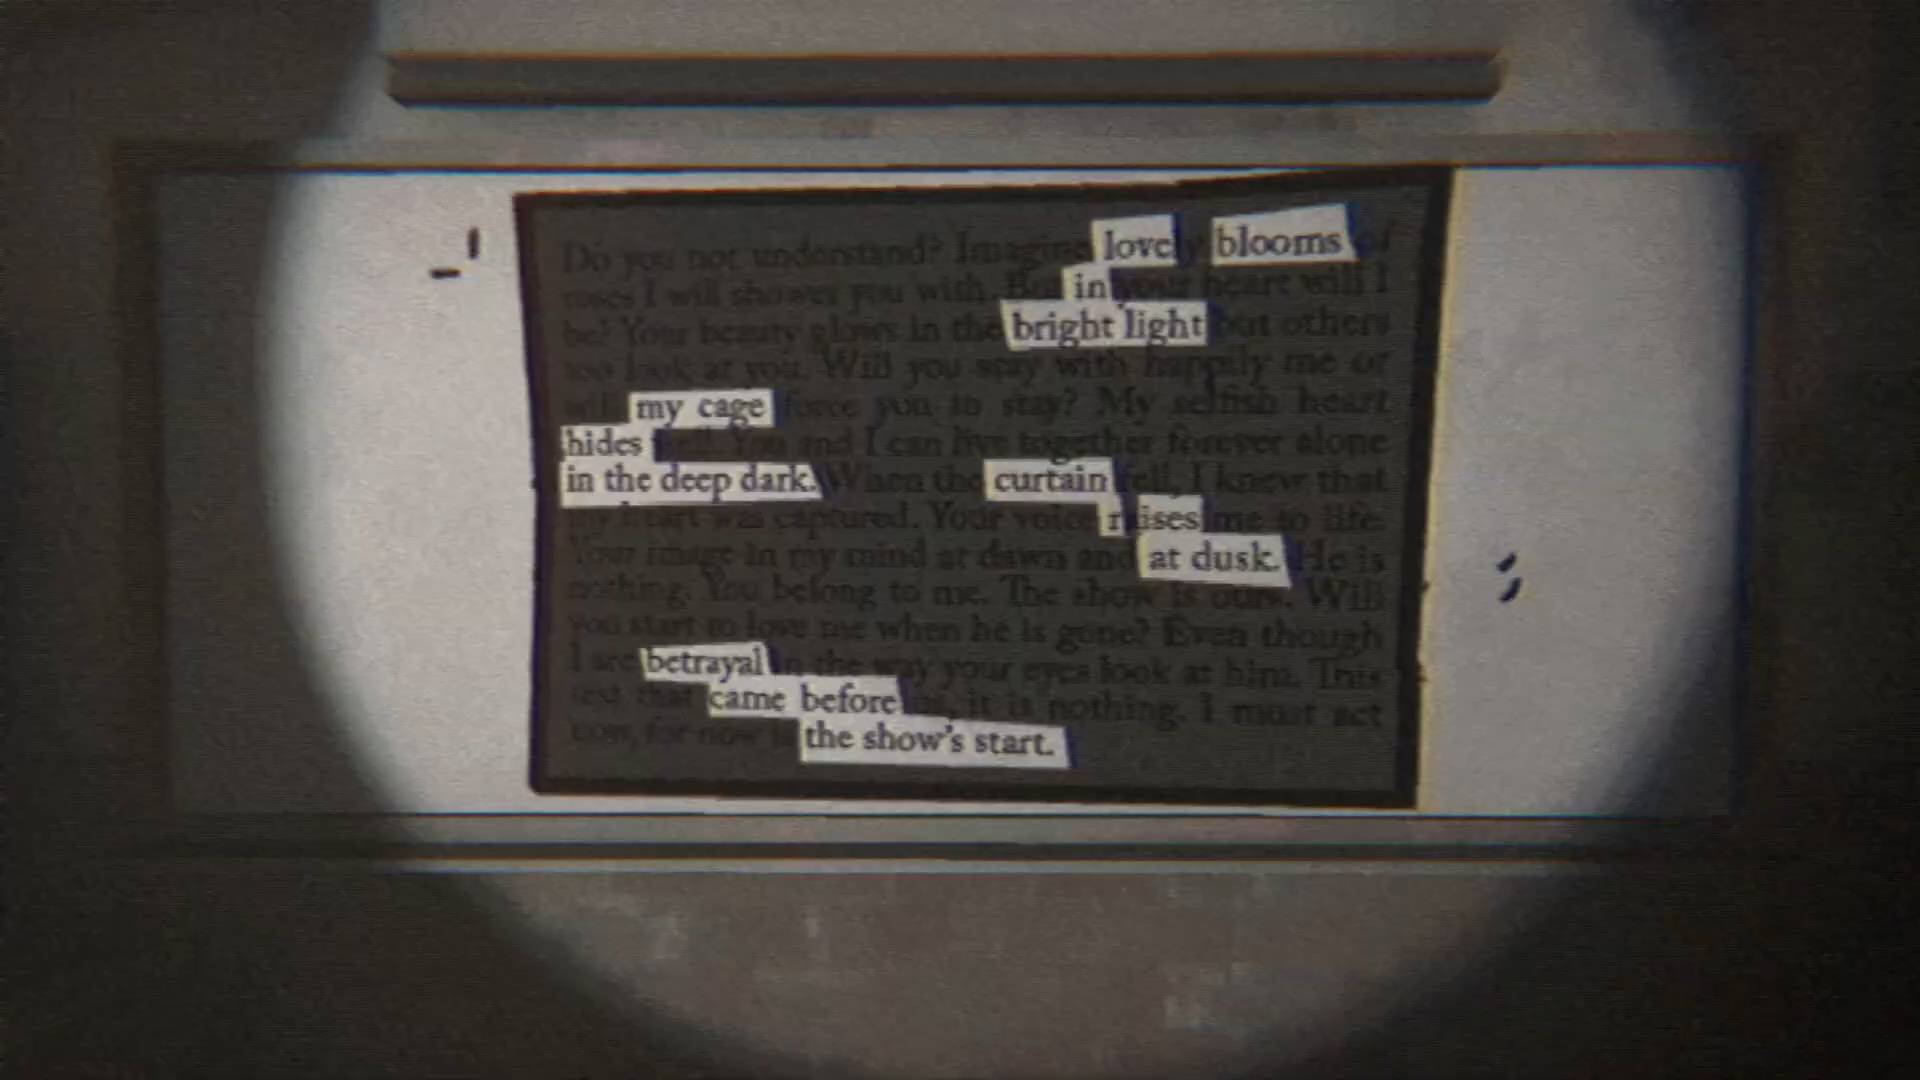 Do you not understand? Imagine lovely blooms of
roses I will shower you with. But in your heart will I
be? Your beauty glows in the bright light but others
too look at you. Will you stay with happily me or
will my cage force you to stay? My selfish heart
hides well. You and I can live together forever alone
in the deep dark. When the curtain fell, I knew that
my heart was captured. Your voice raises me to life.
Your image in my mind at dawn and at dusk. He is
nothing. You belong to me. The show is ours. Will
you start to love me when he is gone? Even though
I see betrayal in the way your eyes look at him. This
test that came before us, it is nothing. I must act
now, for now is the show's start.